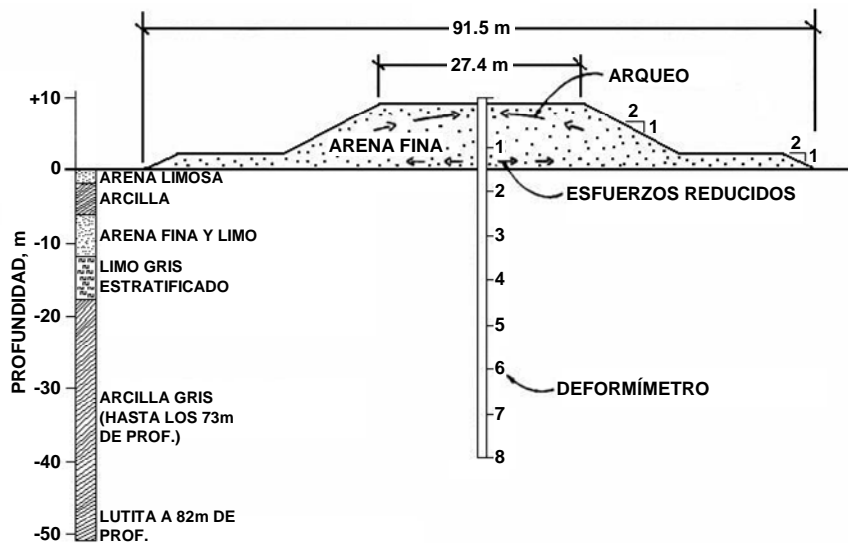 91.5 m
27.4 m
ARQUEO
+10
2
1
ARENA FINA
1
2
1
0
ARENA LIMOSA
2
ESFUERZOS REDUCIDOS
ARCILLA
3
-10
ARENA FINA Y LIMO
LIMO GRIS
ESTRATIFICADO
4
PROFUNDIDAD, m
-20
5
6
-30
DEFORMÍMETRO
ARCILLA GRIS
(HASTA LOS 73m
DE PROF.)
7
-40
8
LUTITA A 82m DE
PROF.
-50